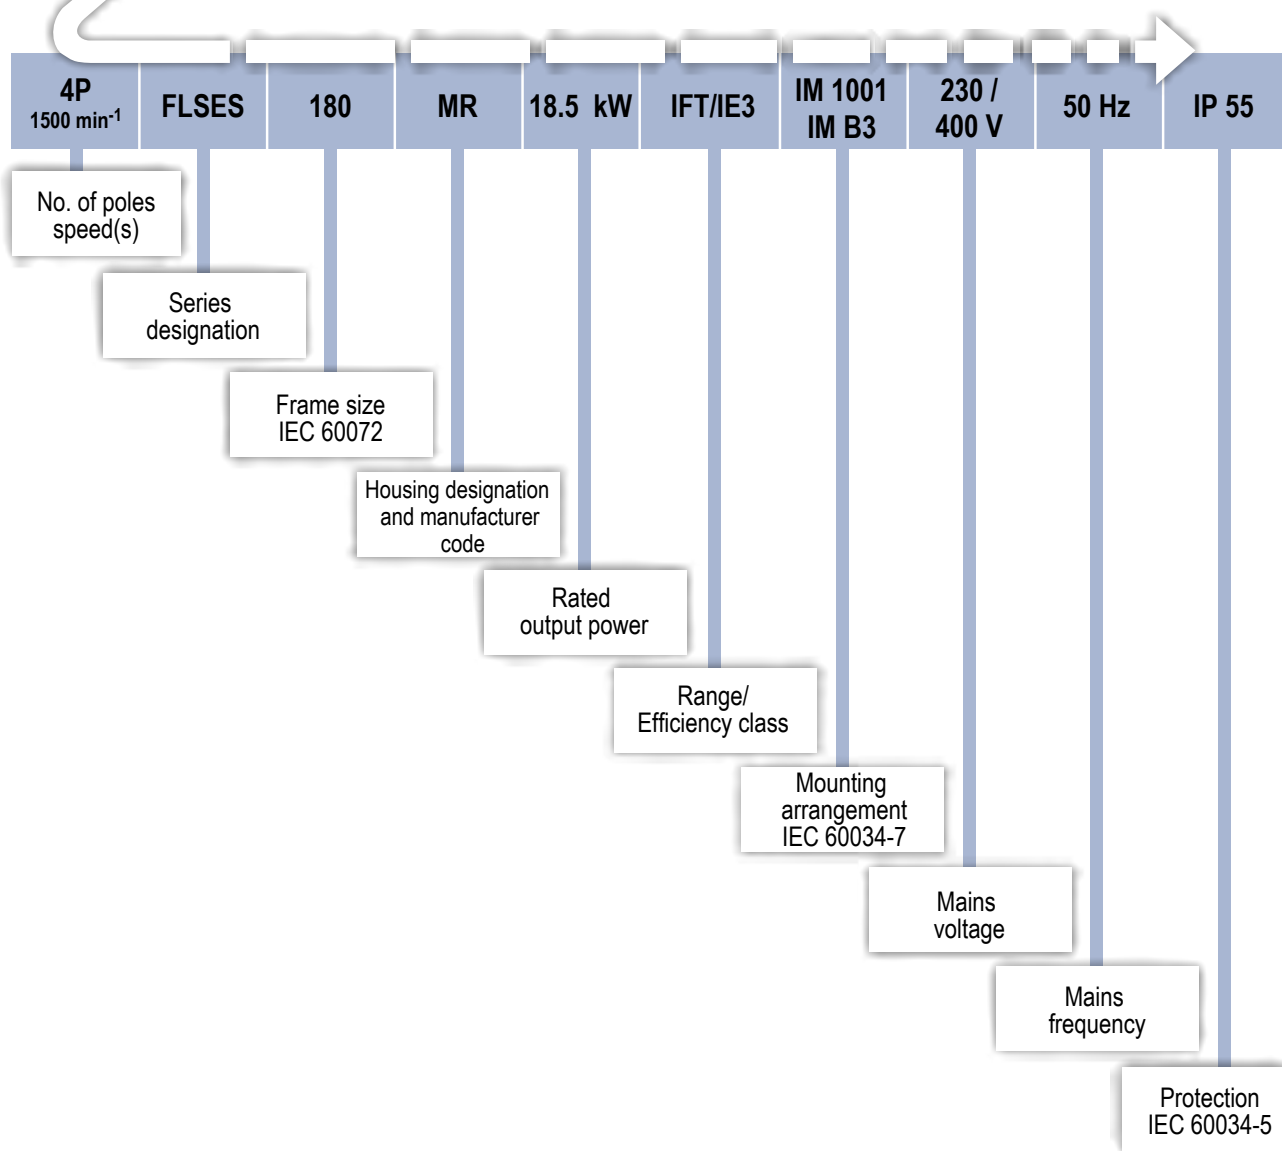 4P
1500 min-1
FLSES
180
MR
18.5 kW
IFT/IE3
IM 1001
IM B3
230 /
400 V
50 Hz
IP 55
No. of poles
speed(s)
Series
designation
Frame size
IEC 60072
Housing designation
and manufacturer
code
Rated
output power
Range/
Efficiency class
Mounting
arrangement
IEC 60034-7
Mains
voltage
Mains
frequency
Protection
IEC 60034-5